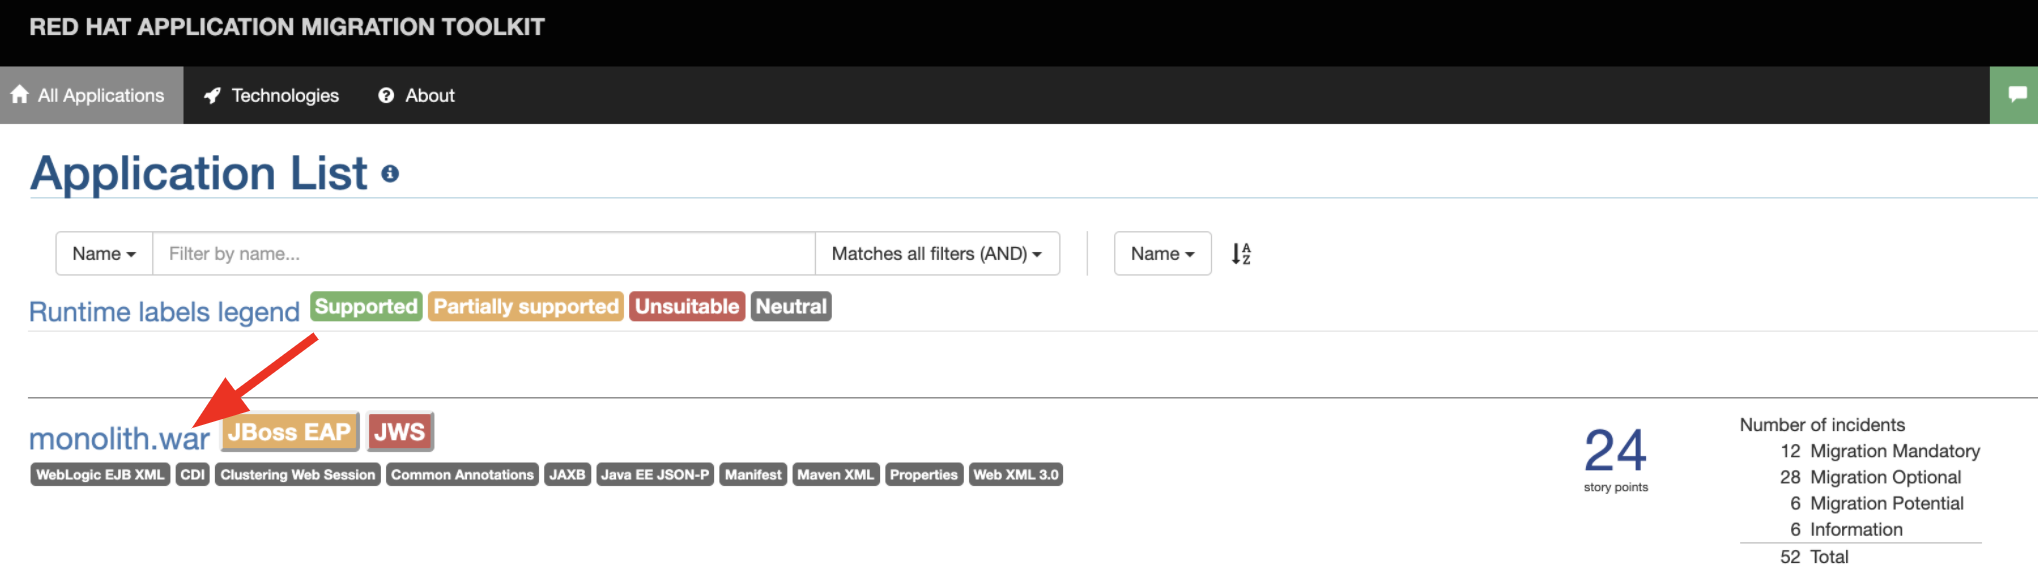 RED HAT APPLICATION MIGRATION TOOLKIT
All Applications Technologies About
Application List
Name Filter by name... Matches all filters (AND) Name
Runtime labels legend Supported Partially supported Unsuitable Neutral
monolith.war JBoss EAP JWS
WebLogic EJB XML CDI Clustering Web Session Common Annotations JAXB Java EE JSON-P Manifest Maven XML Properties Web XML 3.0
24
story points
Number of incidents
12 Migration Mandatory
28 Migration Optional
6 Migration Potential
6 Information
52 Total